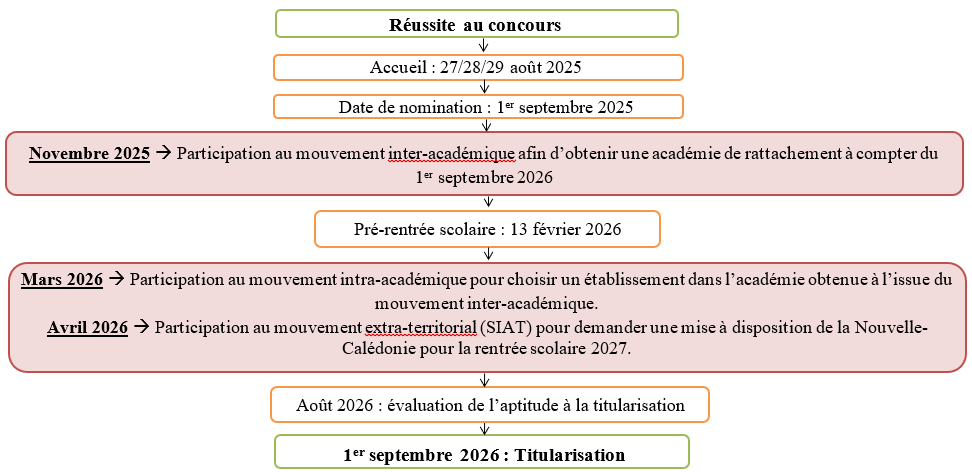 Réussite au concours
Accueil : 27/28/29 août 2025
Date de nomination : 1er septembre 2025
Novembre 2025 → Participation au mouvement inter-académique afin d’obtenir une académie de rattachement à compter du
1er septembre 2026
Pré-rentrée scolaire : 13 février 2026
Mars 2026 → Participation au mouvement intra-académique pour choisir un établissement dans l’académie obtenue à l’issue du
mouvement inter-académique.
Avril 2026 → Participation au mouvement extra-territorial (SIAT) pour demander une mise à disposition de la Nouvelle-
Calédonie pour la rentrée scolaire 2027.
Août 2026 : évaluation de l’aptitude à la titularisation
1er septembre 2026 : Titularisation